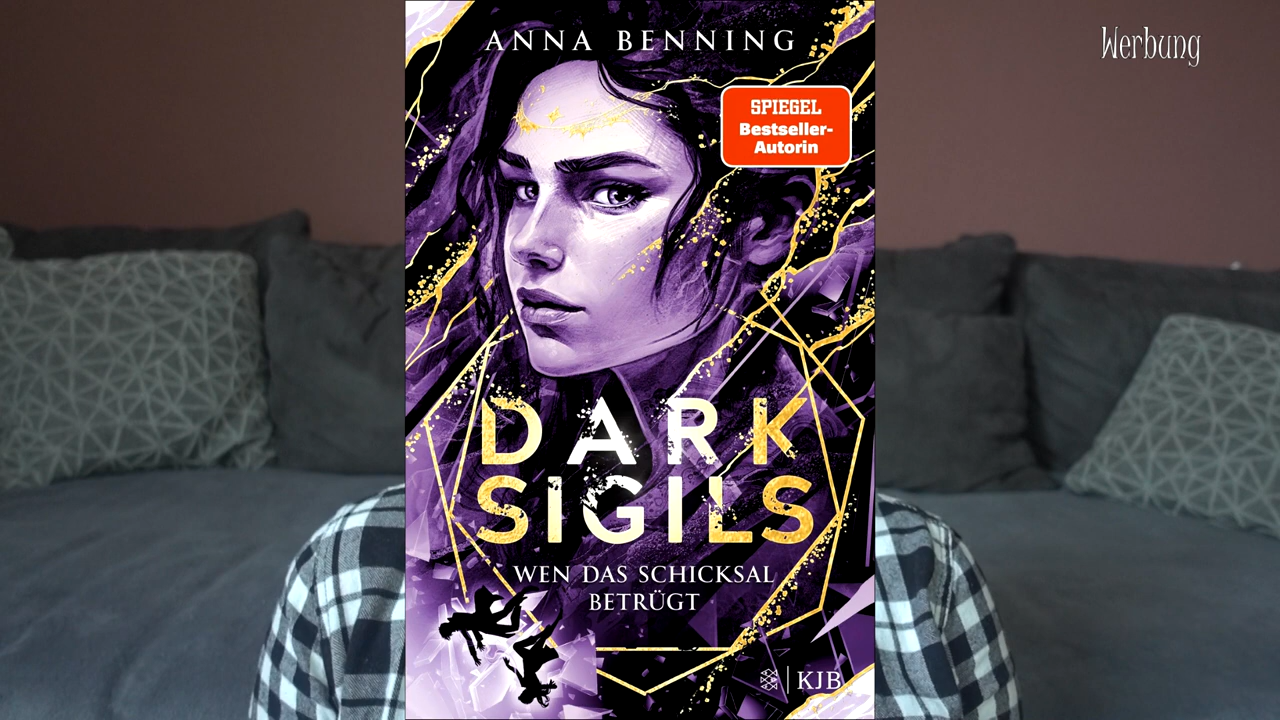 Werbung
ANNA BENNING
SPIEGEL
Bestseller-
Autorin
DARK
SIGILS
WEN DAS SCHICKSAL
BETRÜGT
KJB